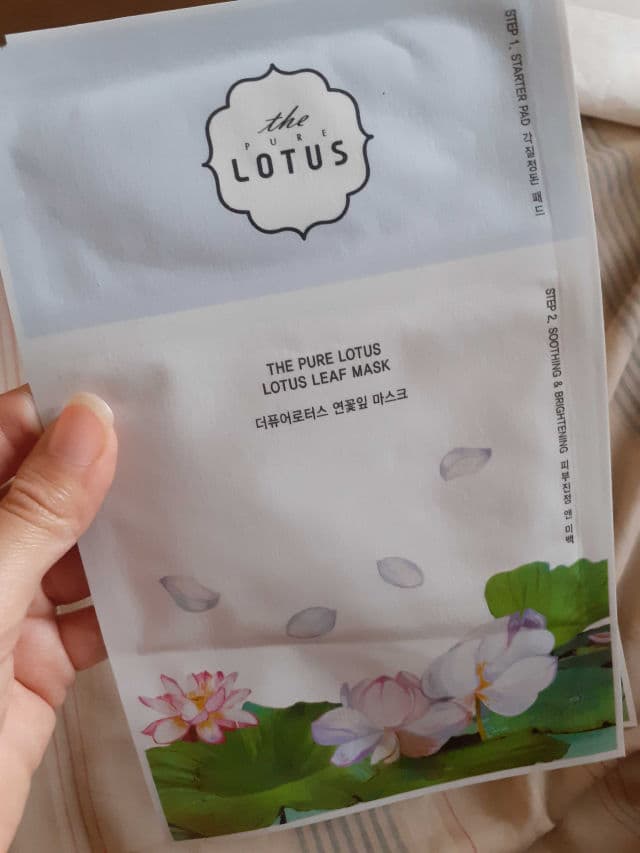 the
PURE
LOTUS
STEP 1. STARTER PAD 각질정돈 패드
THE PURE LOTUS
LOTUS LEAF MASK
더퓨어로터스 연꽃잎 마스크
STEP 2. SOOTHING & BRIGHTENING 피부진정 앤 미백